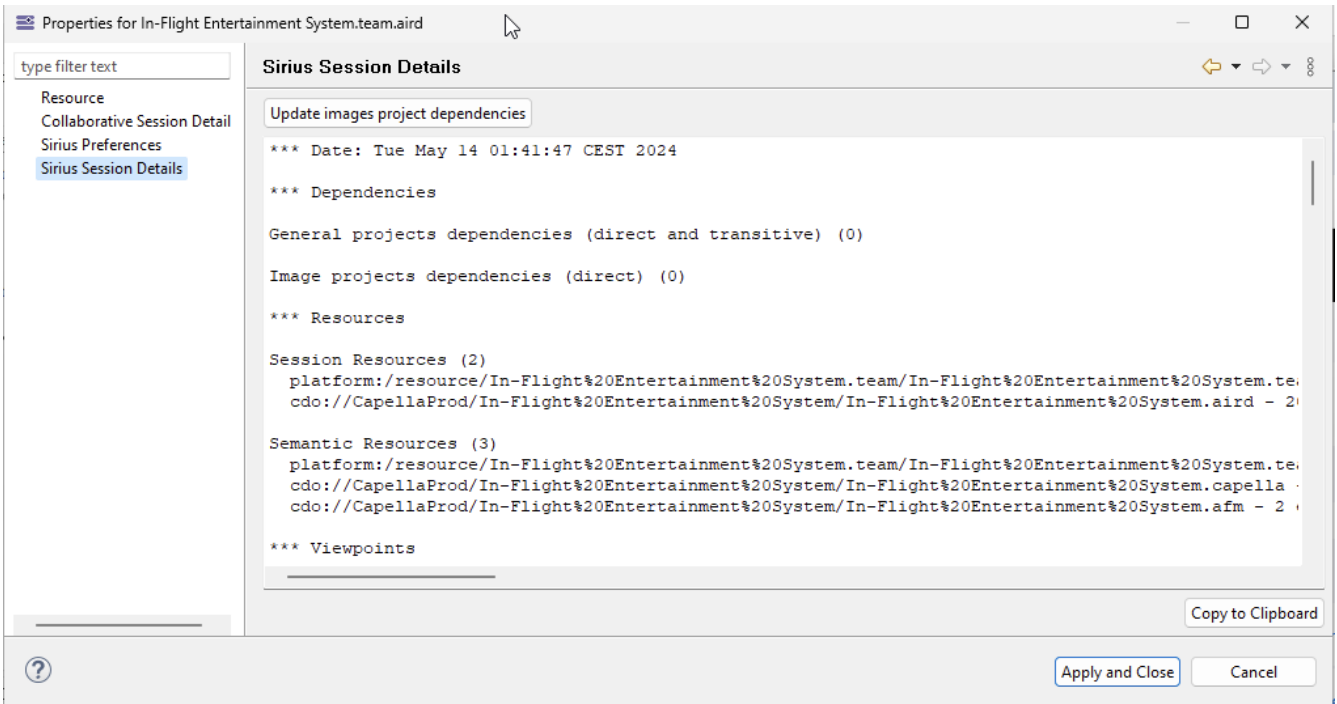 Properties for In-Flight Entertainment System.team.aird
type filter text
Resource
Collaborative Session Detail
Sirius Preferences
Sirius Session Details
Sirius Session Details
Update images project dependencies
*** Date: Tue May 14 01:41:47 CEST 2024
*** Dependencies
General projects dependencies (direct and transitive) (0)
Image projects dependencies (direct) (0)
*** Resources
Session Resources (2)
platform:/resource/In-Flight%20Entertainment%20System.team/In-Flight%20Entertainment%20System.te
cdo://CapellaProd/In-Flight%20Entertainment%20System/In-Flight%20Entertainment%20System.aird - 2
Semantic Resources (3)
platform:/resource/In-Flight%20Entertainment%20System.team/In-Flight%20Entertainment%20System.te
cdo://CapellaProd/In-Flight%20Entertainment%20System/In-Flight%20Entertainment%20System.capella -
cdo://CapellaProd/In-Flight%20Entertainment%20System/In-Flight%20Entertainment%20System.afm - 2
*** Viewpoints
Copy to Clipboard
Apply and Close
Cancel